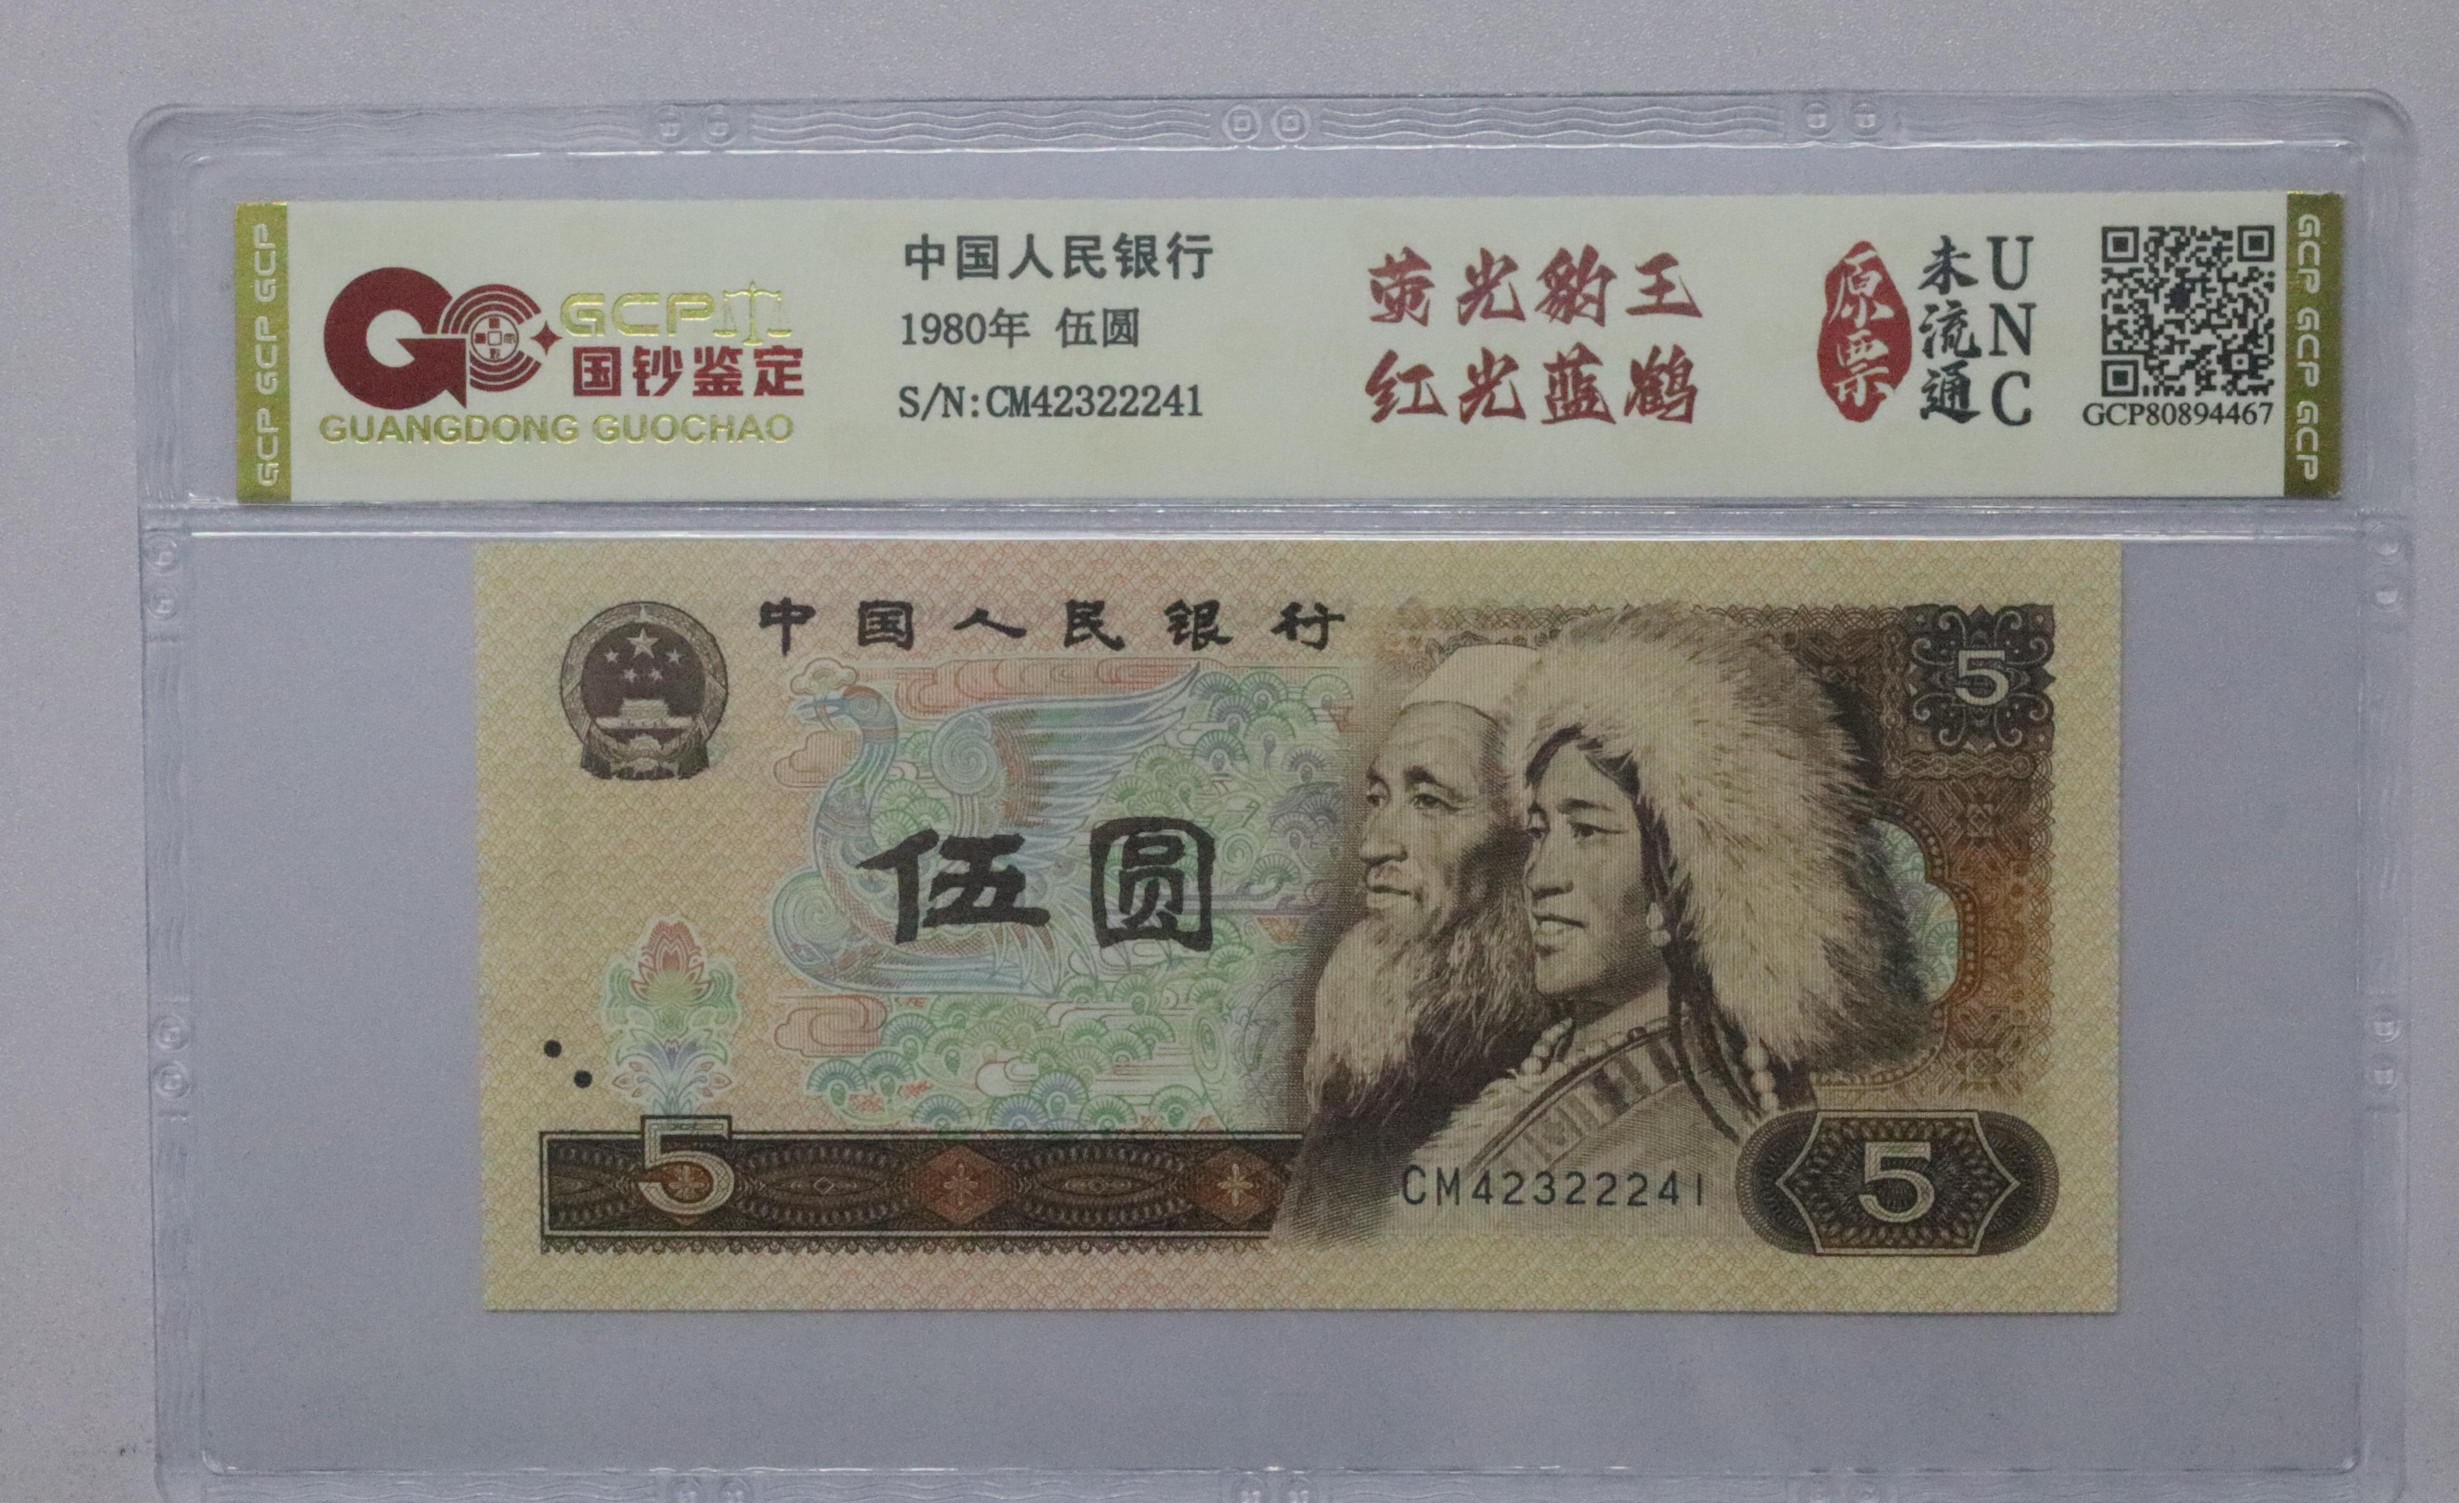 GCP GCP GCP
GCP
国钞鉴定
GUANGDONG GUOCHAO
中国人民银行
1980年 伍圆
S/N:CM42322241
荧光豹王
红光蓝鹤
原票
未流通
UNC
GCP80894467
GCP GCP GCP
中国人民银行
5
伍圆
5
CM42322241
5